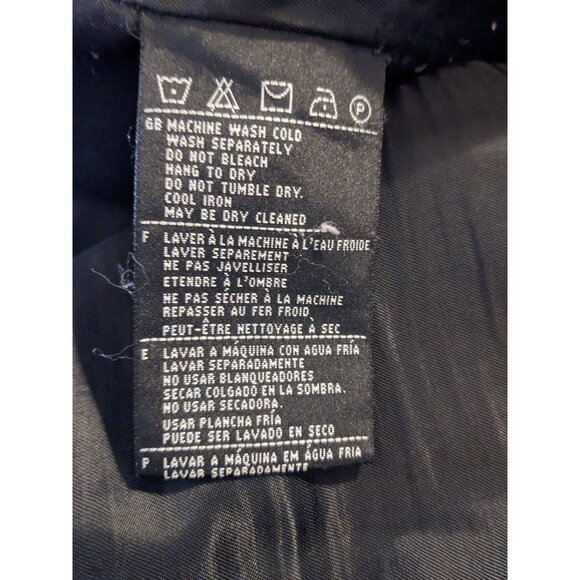 P
GB MACHINE WASH COLD
WASH SEPARATELY
DO NOT BLEACH
HANG TO DRY
DO NOT TUMBLE DRY.
COOL IRON
MAY BE DRY CLEANED
F LAVER À LA MACHINE À L'EAU FROIDE
LAVER SEPAREMENT
NE PAS JAVELLISER
ETENDRE À L'OMBRE
NE PAS SÉCHER À LA MACHINE
REPASSER AU FER FROID
PEUT-ÊTRE NETTOYAGE À SEC
E LAVAR A MÁQUINA CON AGUA FRÍA
LAVAR SEPARADAMENTE
NO USAR BLANQUEADORES
SECAR COLGADO EN LA SOMBRA.
NO USAR SECADORA.
USAR PLANCHA FRÍA
PUEDE SER LAVADO EN SECO
P LAVAR A MÁQUINA EM ÁGUA FRIA
LAVAR SEPARADAMENTE